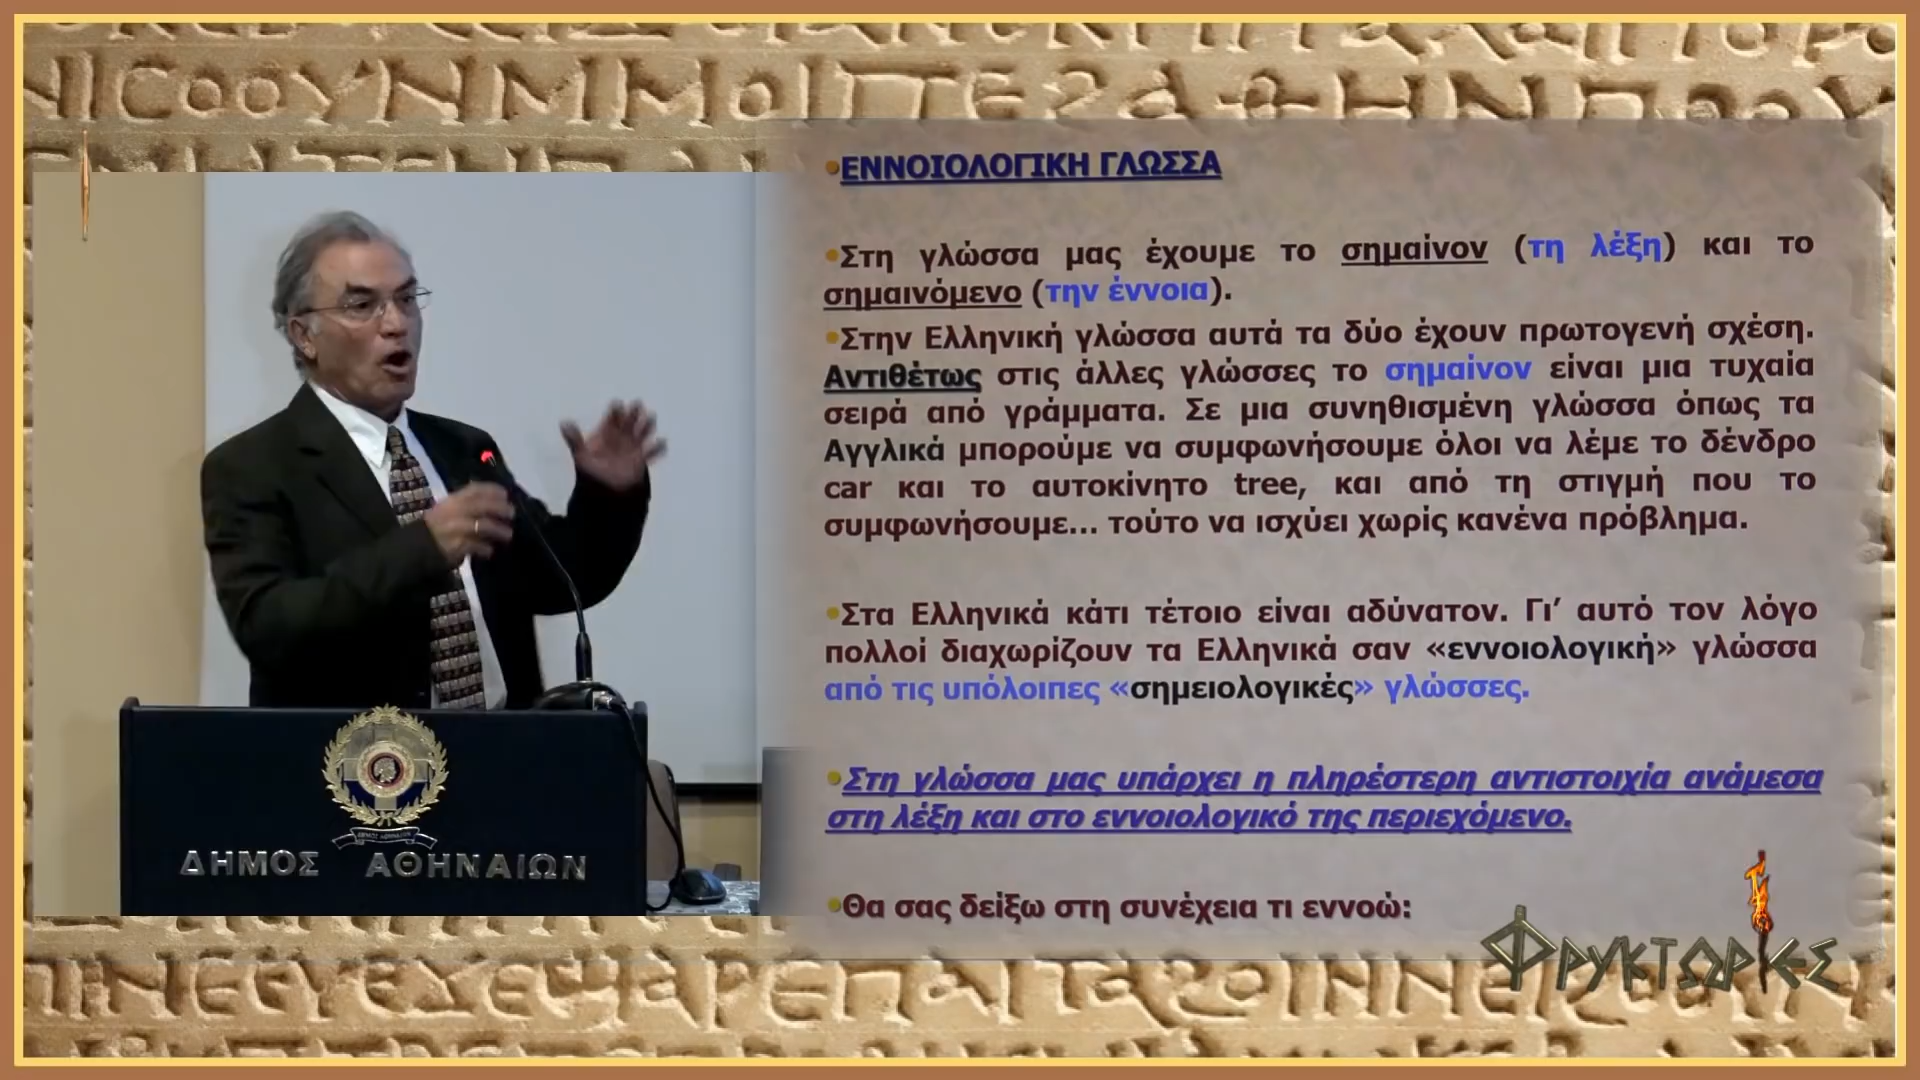 ΕΝΝΟΙΟΛΟΓΙΚΗ ΓΛΩΣΣΑ
Στη γλώσσα μας έχουμε το σημαίνον (τη λέξη) και το
σημαινόμενο (την έννοια).
Στην Ελληνική γλώσσα αυτά τα δύο έχουν πρωτογενή σχέση.
Αντιθέτως στις άλλες γλώσσες το σημαίνον είναι μια τυχαία
σειρά από γράμματα. Σε μια συνηθισμένη γλώσσα όπως τα
Αγγλικά μπορούμε να συμφωνήσουμε όλοι να λέμε το δένδρο
car και το αυτοκίνητο tree, και από τη στιγμή που το
συμφωνήσουμε... τούτο να ισχύει χωρίς κανένα πρόβλημα.
Στα Ελληνικά κάτι τέτοιο είναι αδύνατον. Γι’ αυτό τον λόγο
πολλοί διαχωρίζουν τα Ελληνικά σαν «εννοιολογική» γλώσσα
από τις υπόλοιπες «σημειολογικές» γλώσσες.
Στη γλώσσα μας υπάρχει η πληρέστερη αντιστοιχία ανάμεσα
στη λέξη και στο εννοιολογικό της περιεχόμενο.
Θα σας δείξω στη συνέχεια τι εννοώ:
ΔΗΜΟΣ ΑΘΗΝΑΙΩΝ
ΦΡΥΚΤΩΡΙΕΣ